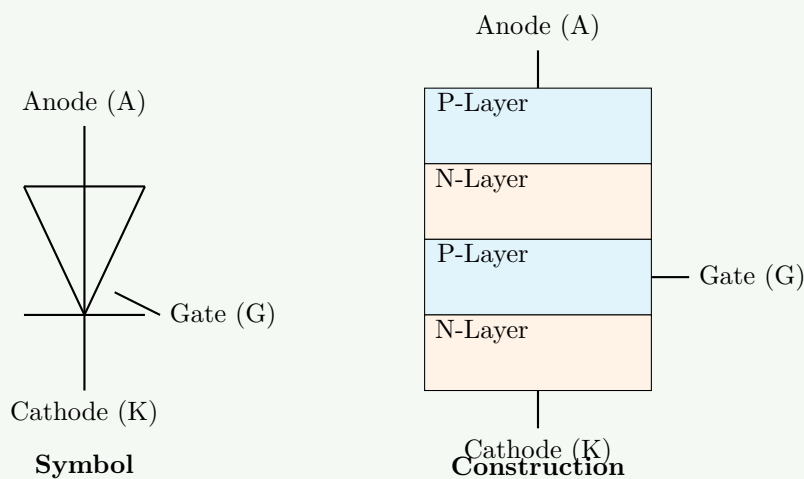 Anode (A)
Gate (G)
Cathode (K)
Symbol
Anode (A)
P-Layer
N-Layer
P-Layer
Gate (G)
N-Layer
Cathode (K)
Construction